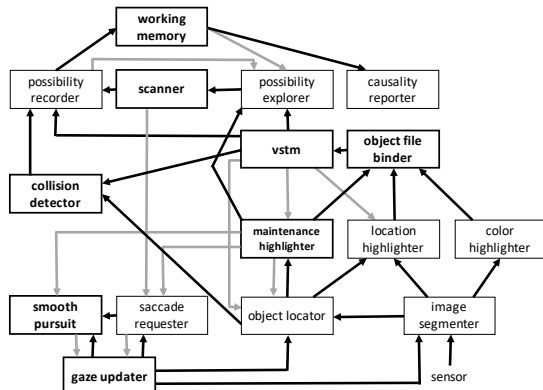 working
memory
possibility
recorder
scanner
possibility
explorer
causality
reporter
vstm
object file
binder
collision
detector
maintenance
highlighter
location
highlighter
color
highlighter
smooth
pursuit
saccade
requester
object locator
image
segmenter
gaze updater
sensor